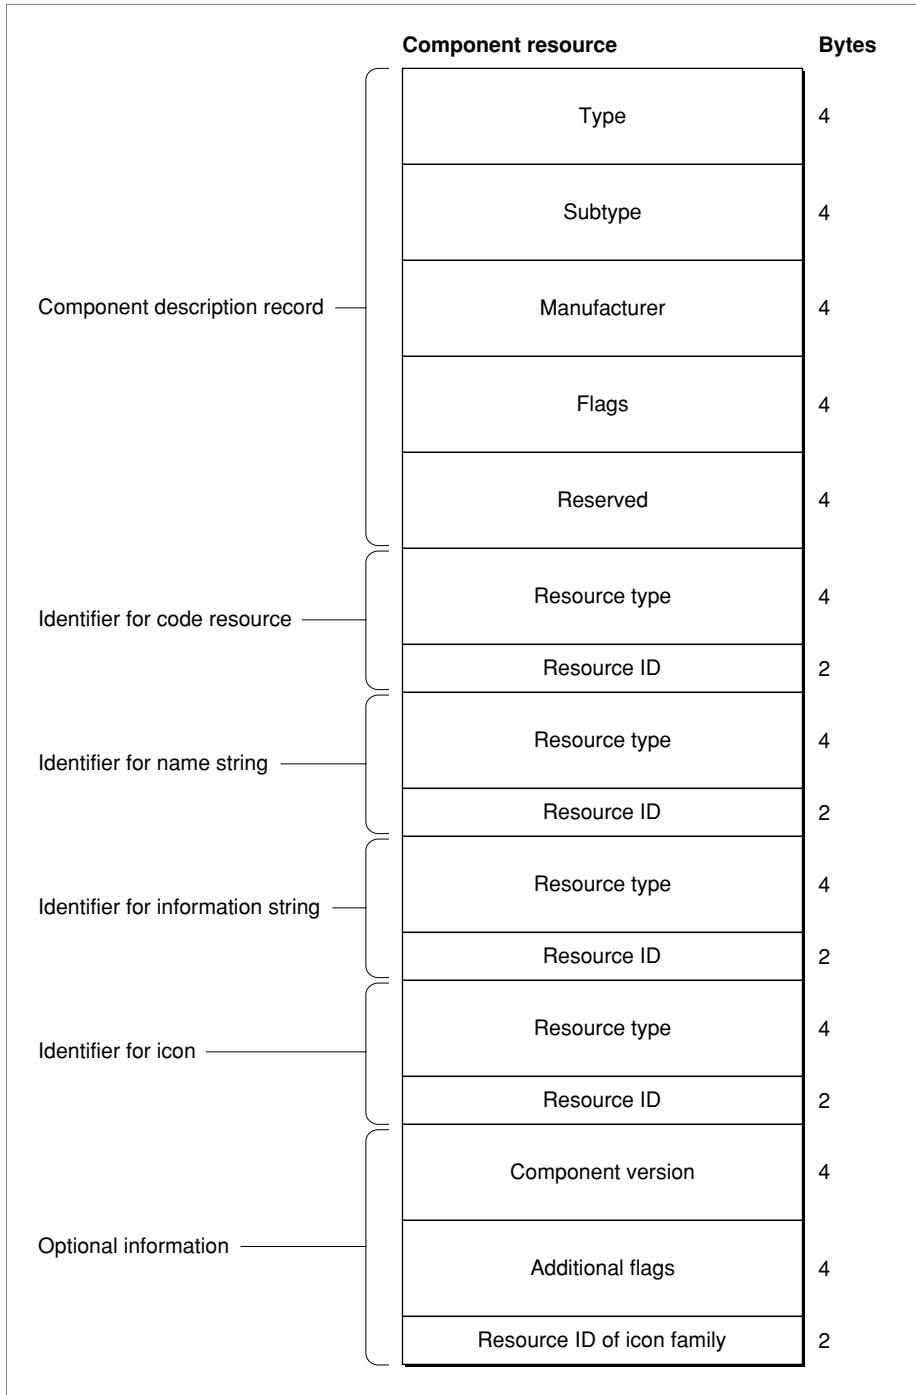 Component resource Bytes
Type 4
Subtype 4
Component description record Manufacturer 4
Flags 4
Reserved 4
Resource type 4
Identifier for code resource
Resource ID 2
Resource type 4
Identifier for name string
Resource ID 2
Resource type 4
Identifier for information string
Resource ID 2
Resource type 4
Identifier for icon
Resource ID 2
Component version 4
Optional information
Additional flags 4
Resource ID of icon family 2